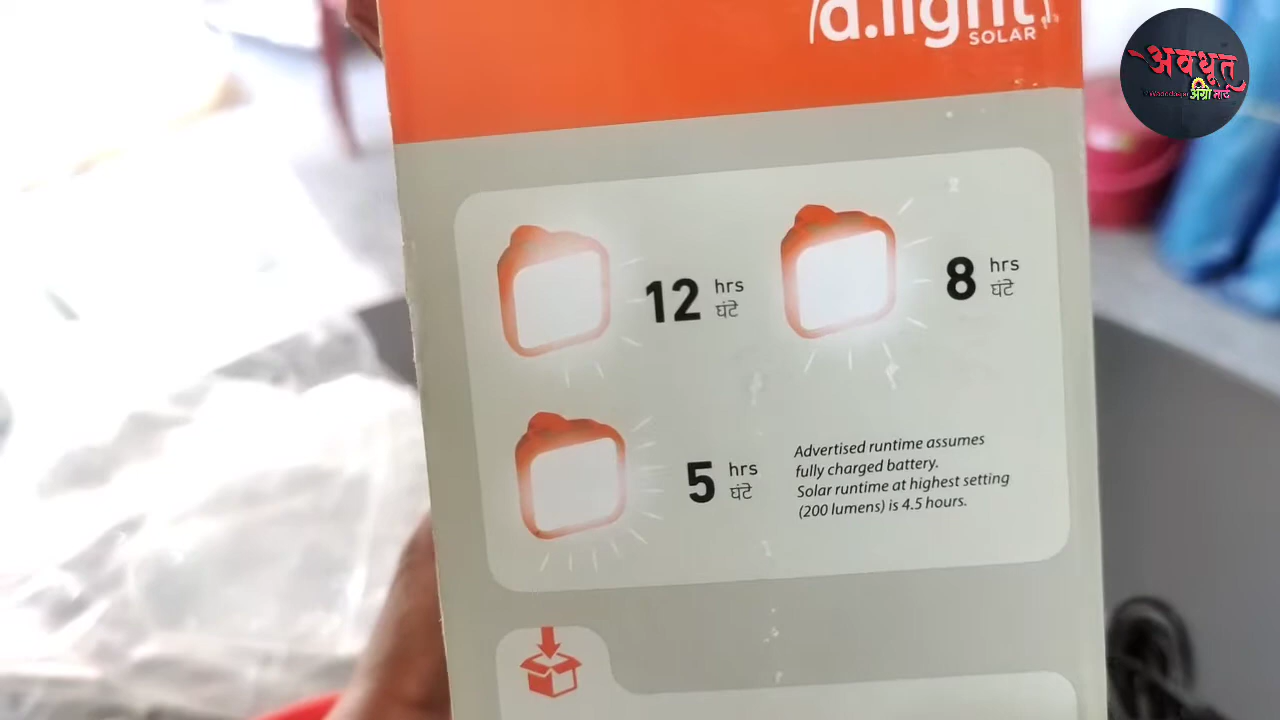 d.light
SOLAR
अवधूत
अॅग्रो मार्ट
12 hrs
घंटे
8 hrs
घंटे
5 hrs
घंटे
Advertised runtime assumes
fully charged battery.
Solar runtime at highest setting
(200 lumens) is 4.5 hours.